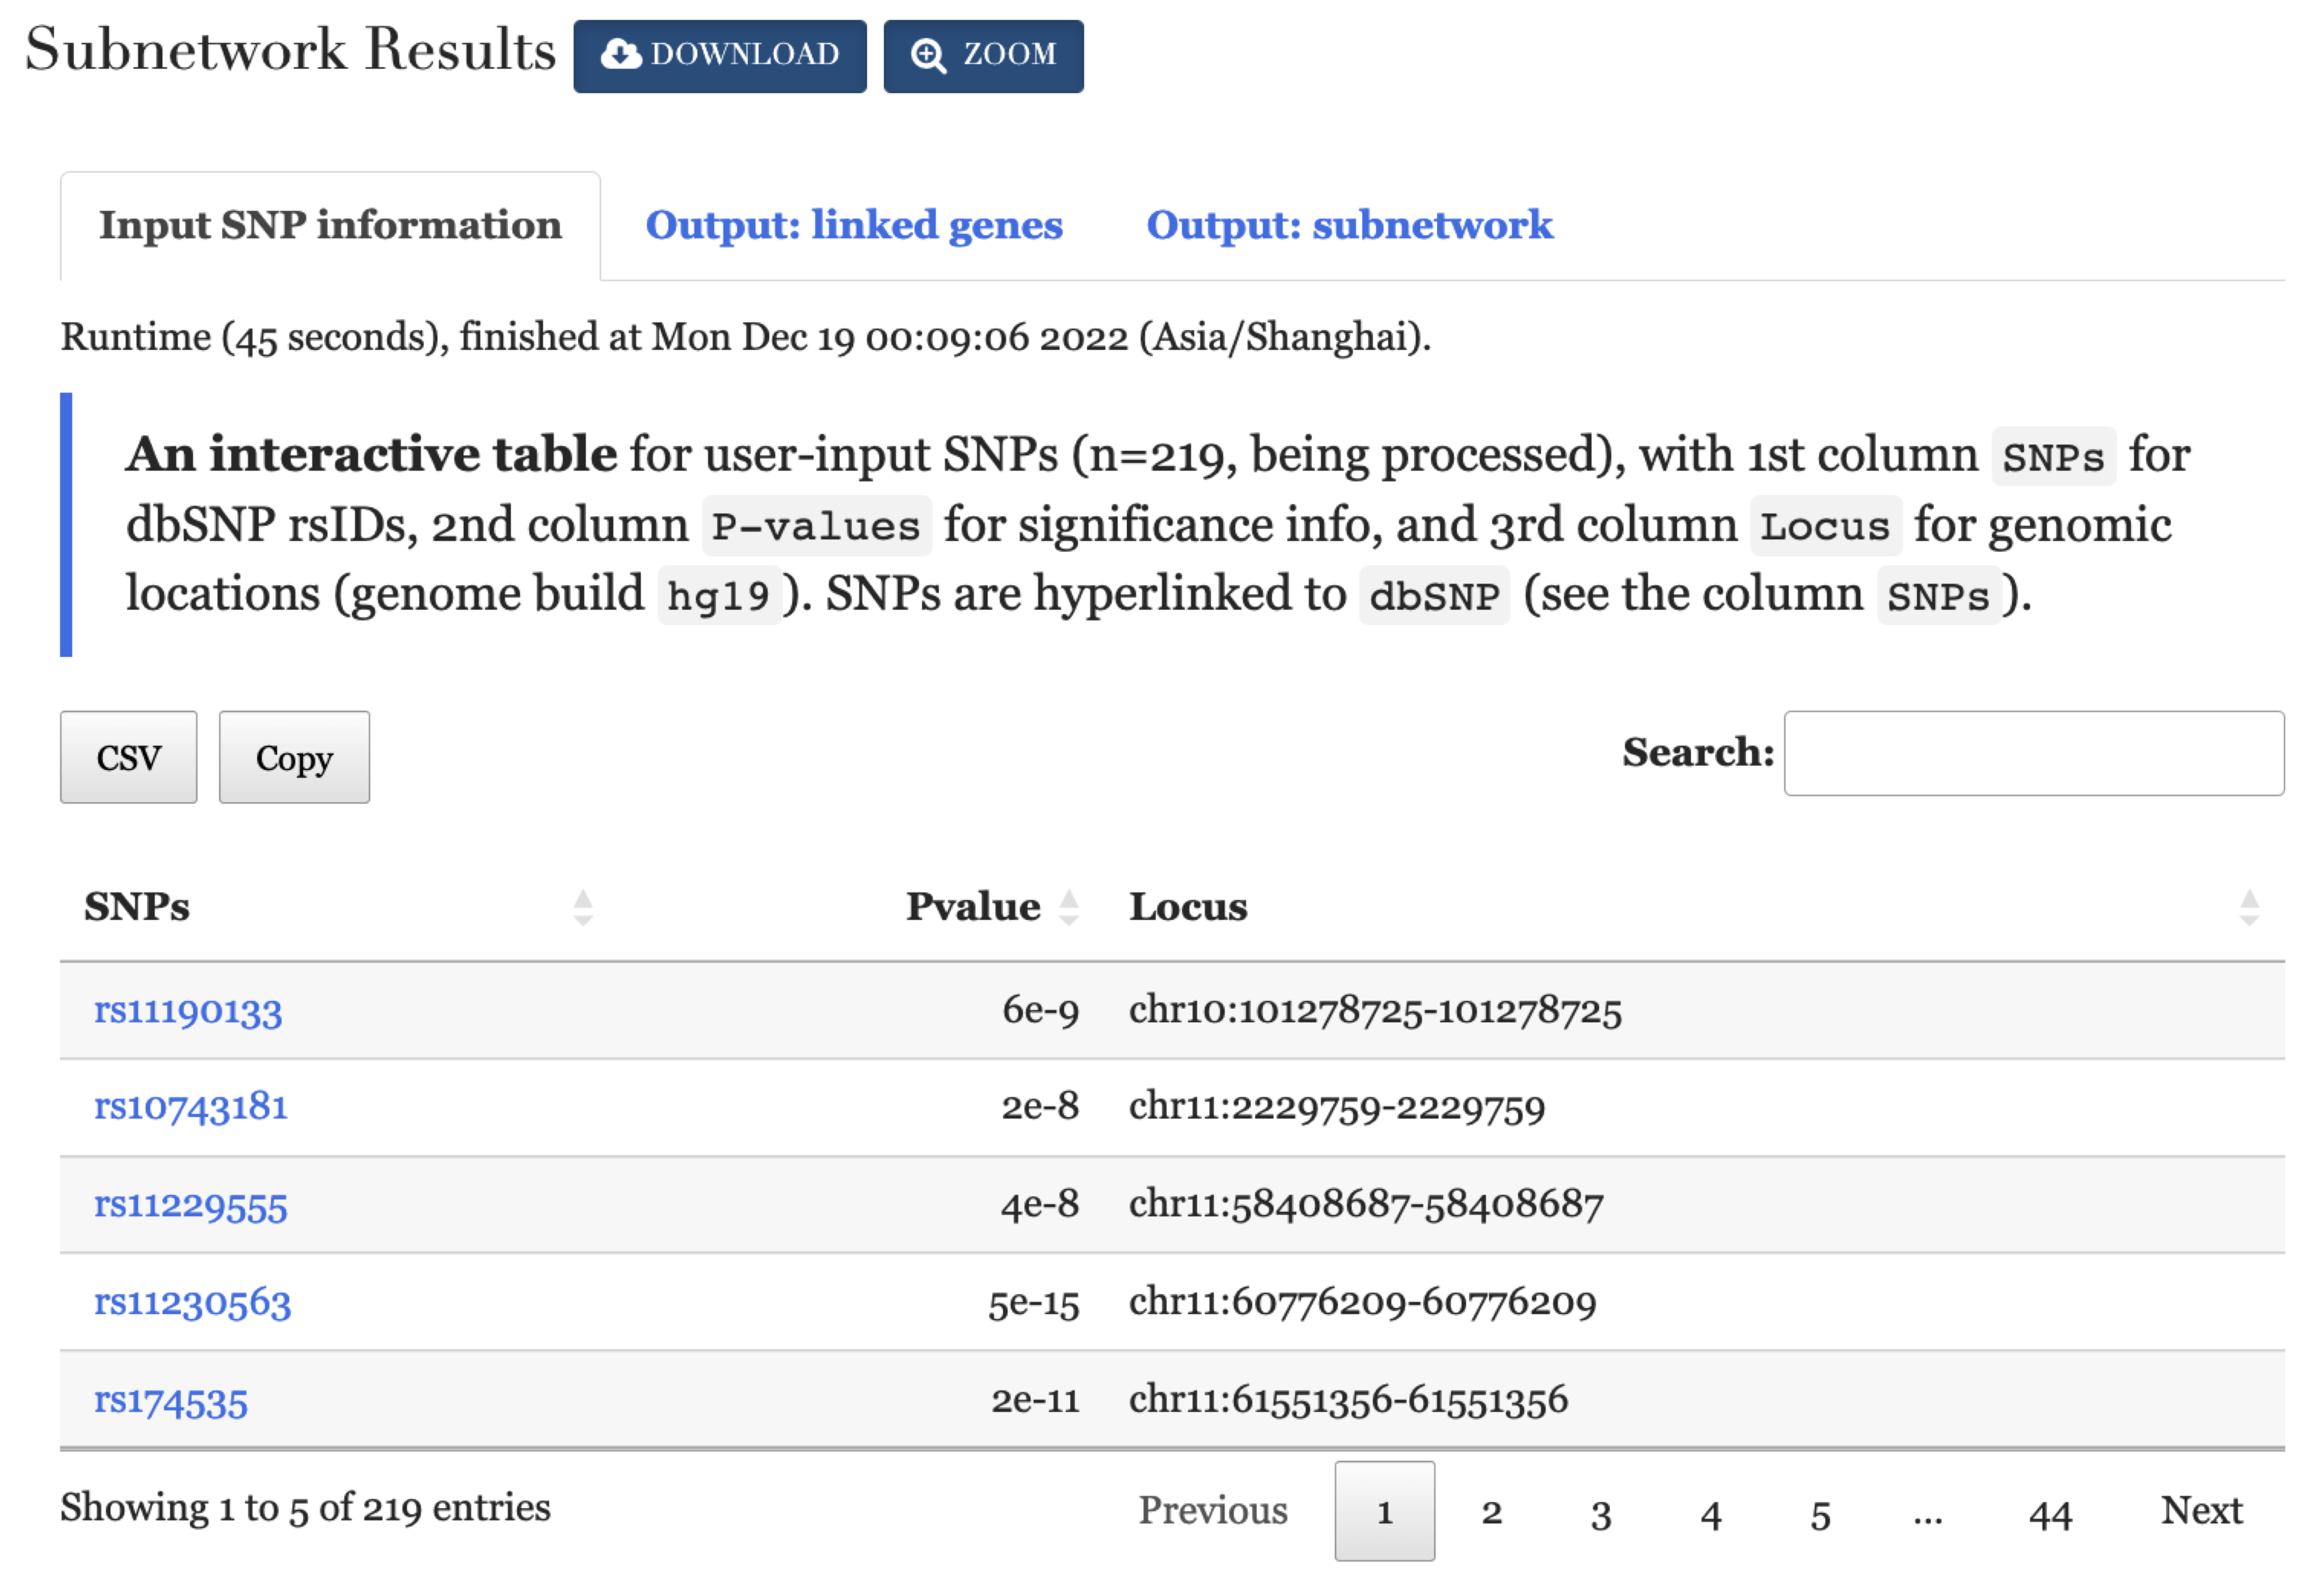 Subnetwork Results DOWNLOAD ZOOM
Input SNP information Output: linked genes Output: subnetwork
Runtime (45 seconds), finished at Mon Dec 19 00:09:06 2022 (Asia/Shanghai).
An interactive table for user-input SNPs (n=219, being processed), with 1st column SNPs for
dbSNP rsIDs, 2nd column P-values for significance info, and 3rd column Locus for genomic
locations (genome build hg19). SNPs are hyperlinked to dbSNP (see the column SNPs).
CSV Copy Search:
SNPs Pvalue Locus
rs11190133 6e-9 chr10:101278725-101278725
rs10743181 2e-8 chr11:2229759-2229759
rs11229555 4e-8 chr11:58408687-58408687
rs11230563 5e-15 chr11:60776209-60776209
rs174535 2e-11 chr11:61551356-61551356
Showing 1 to 5 of 219 entries Previous 1 2 3 4 5 ... 44 Next